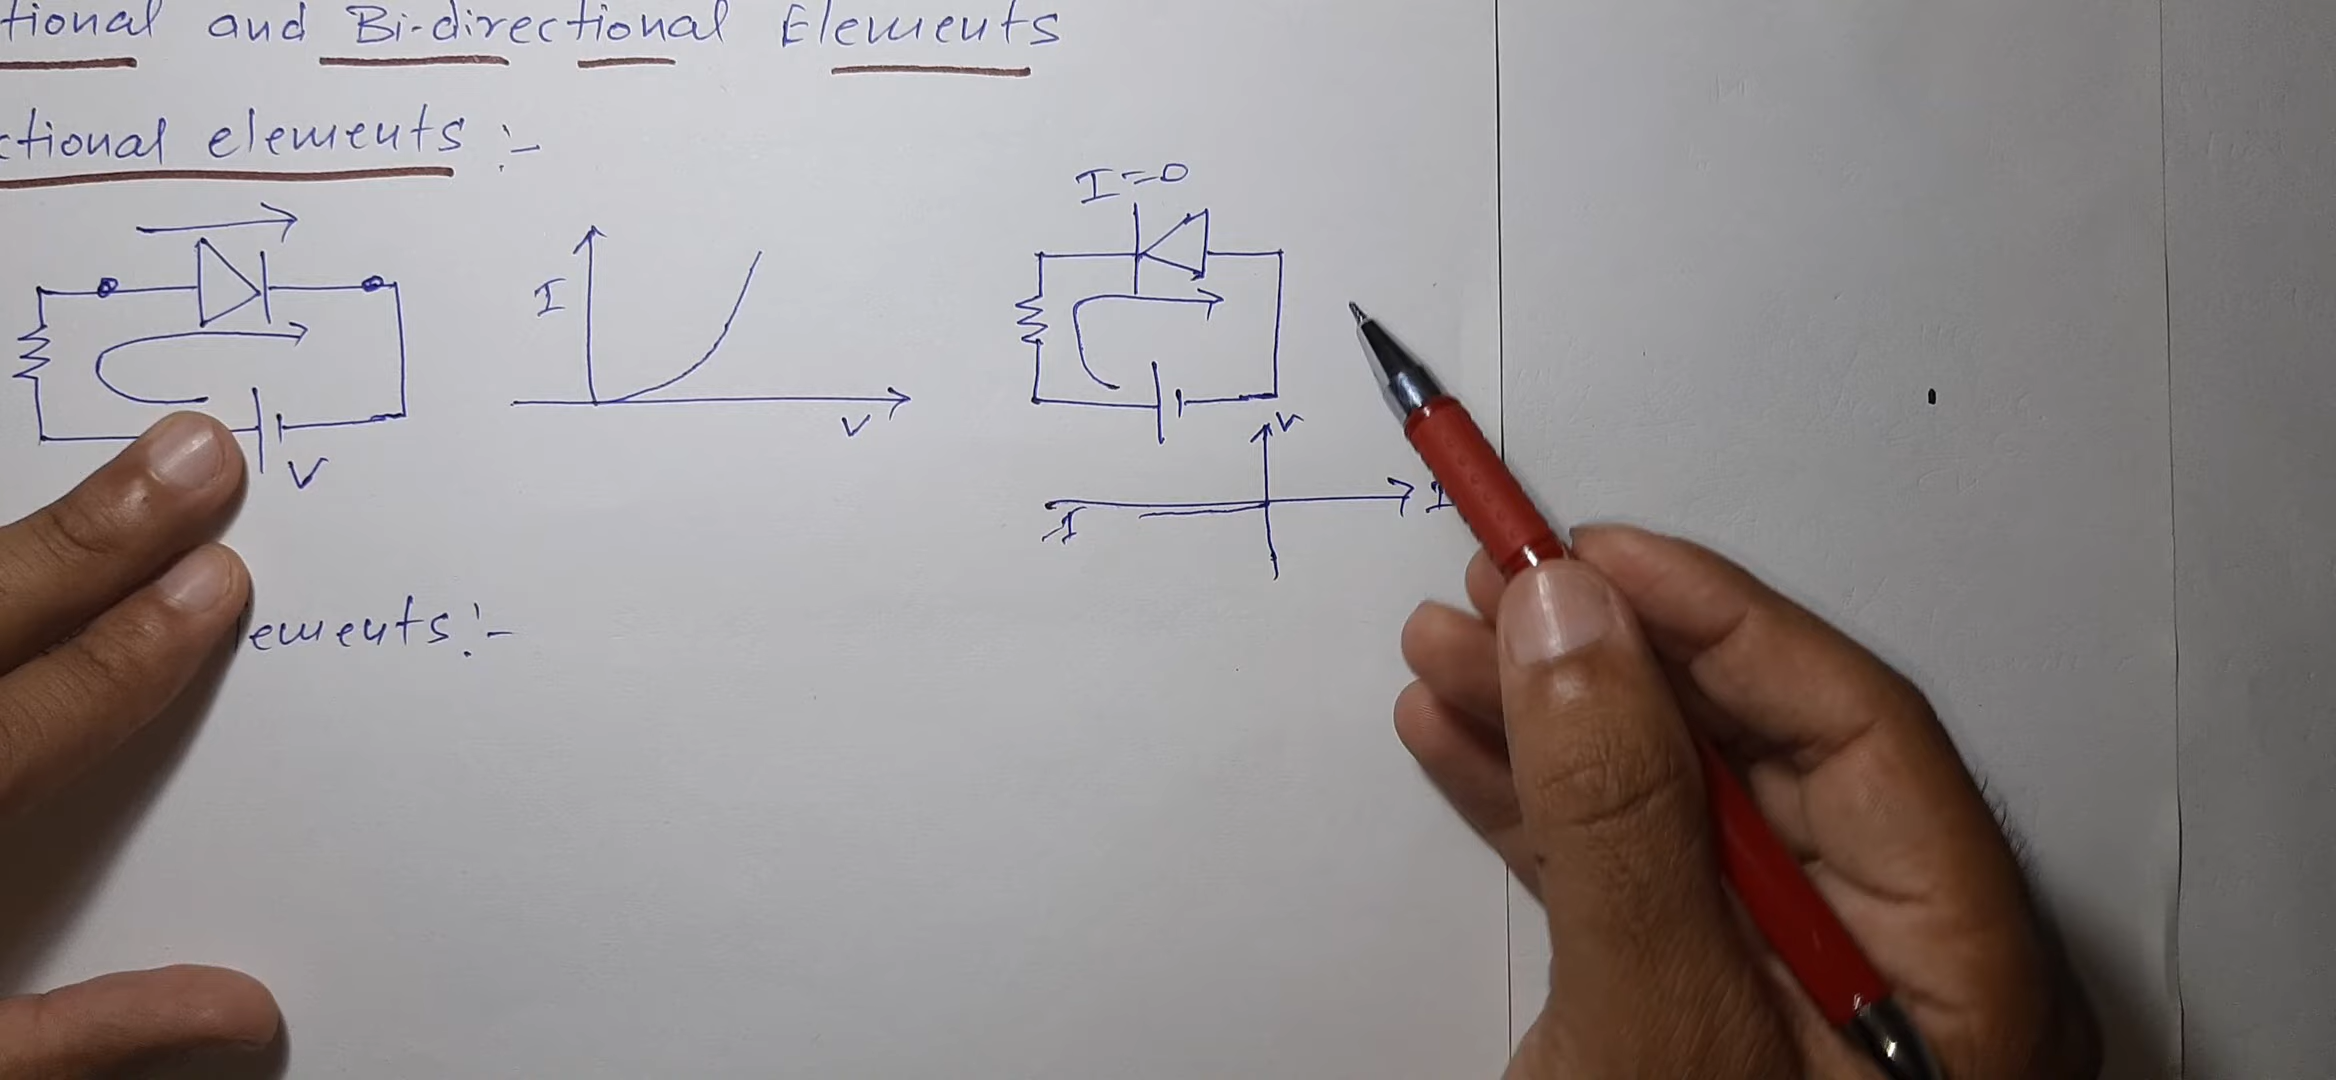 tional and Bi-directional Elements
ctional elements :-
I=0
I
V
V
V
I
I
lements :-